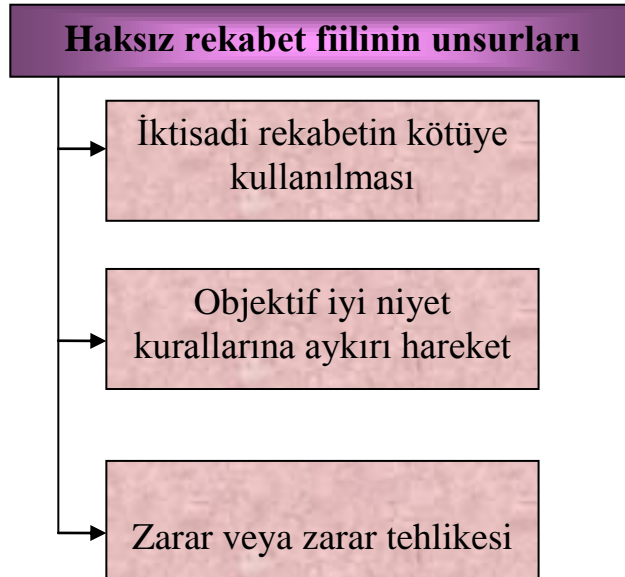 Haksız rekabet fiilinin unsurları
İktisadi rekabetin kötüye
kullanılması
Objektif iyi niyet
kurallarına aykırı hareket
Zarar veya zarar tehlikesi